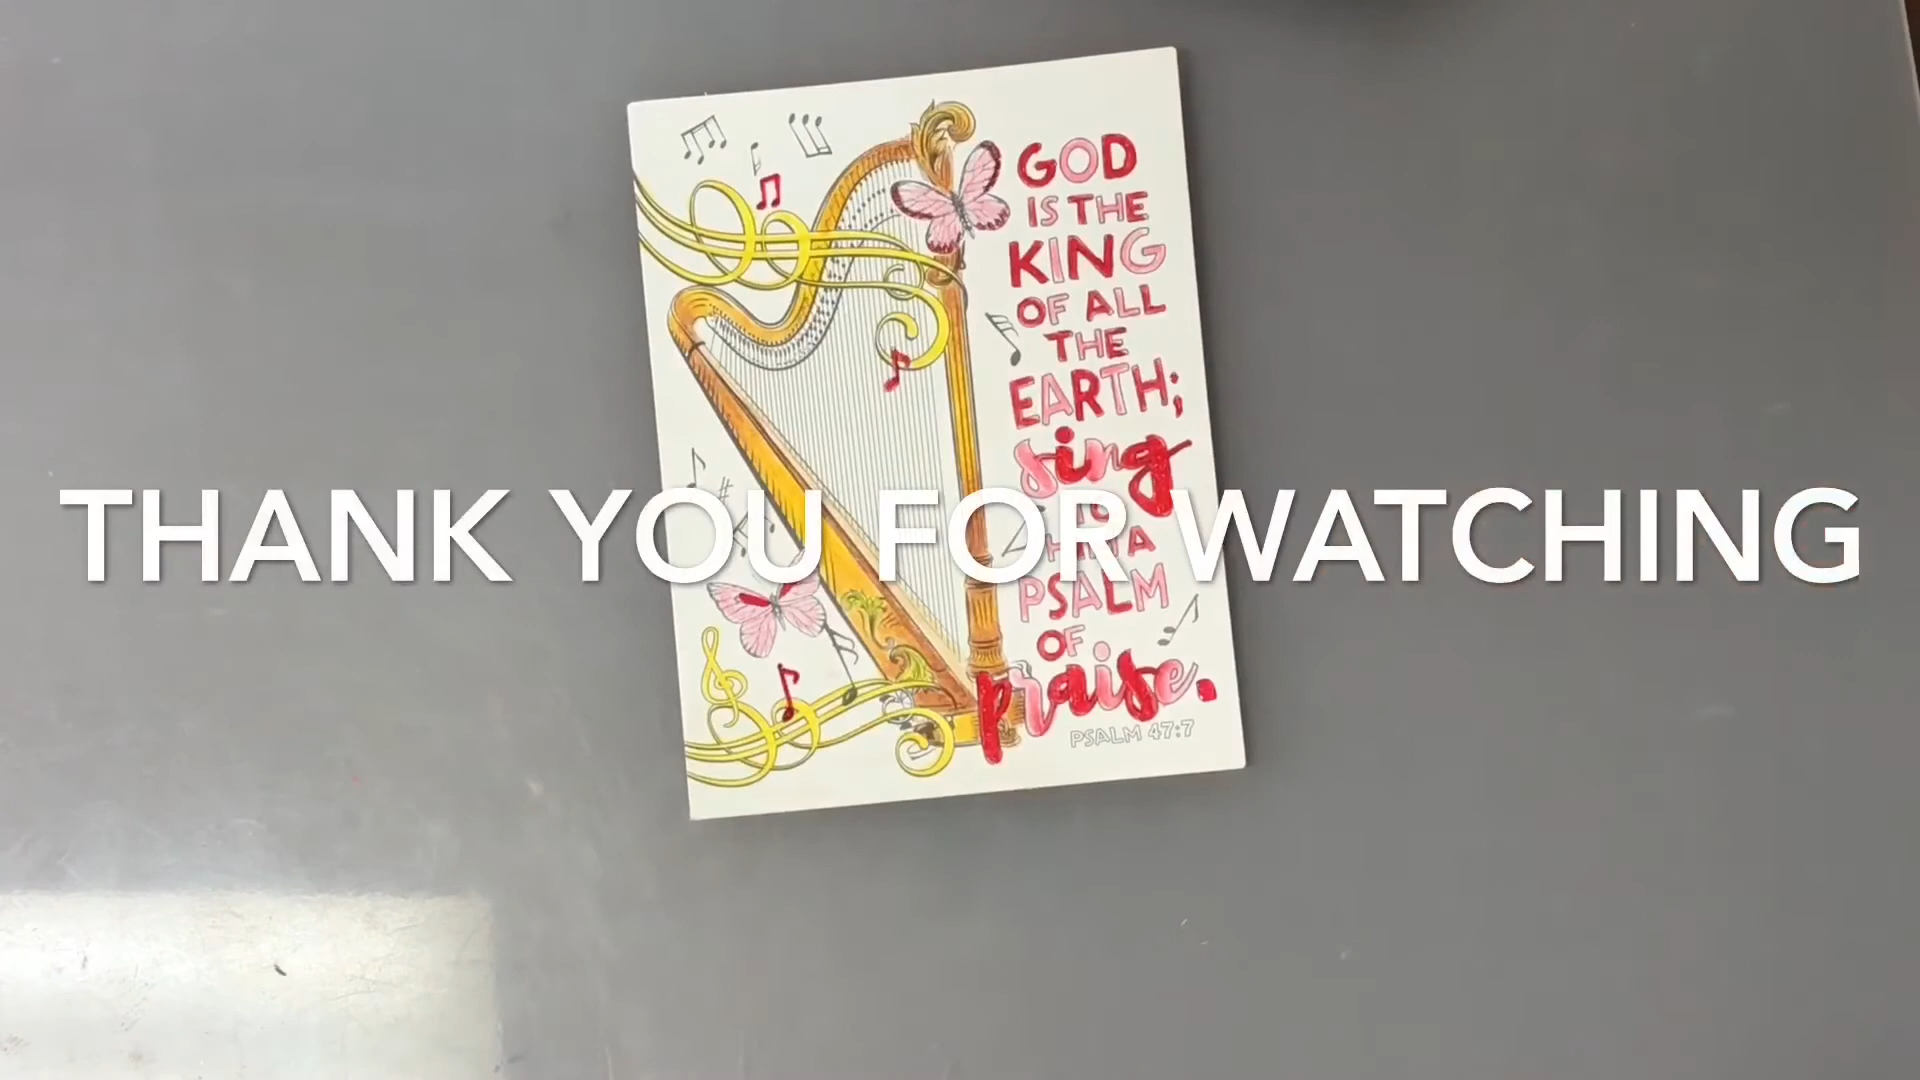 GOD
IS THE
KING
OF ALL
THE
EARTH;
sing
THANK YOU FOR WATCHING
A
PSALM
OF
praise.
PSALM 47:7